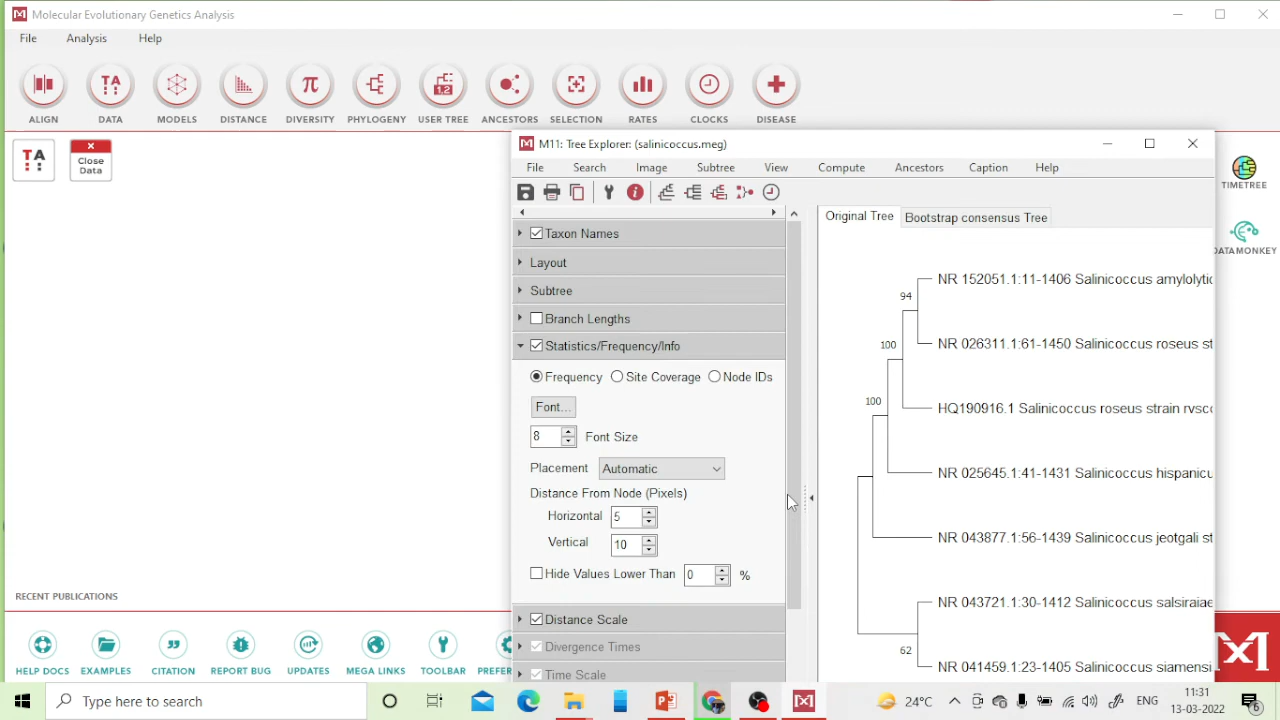 Molecular Evolutionary Genetics Analysis
File Analysis Help
ALIGN DATA MODELS DISTANCE DIVERSITY PHYLOGENY USER TREE ANCESTORS SELECTION RATES CLOCKS DISEASE
TA
Close
Data
M11: Tree Explorer: (salinicoccus.meg)
File Search Image Subtree View Compute Ancestors Caption Help
TIMETREE
DATAMONKEY
Taxon Names
Layout
Subtree
Branch Lengths
Statistics/Frequency/Info
Frequency Site Coverage Node IDs
Font...
8 Font Size
Placement Automatic
Distance From Node (Pixels)
Horizontal 5
Vertical 10
Hide Values Lower Than 0 %
Distance Scale
Divergence Times
Time Scale
Original Tree Bootstrap consensus Tree
NR 152051.1:11-1406 Salinicoccus amylolytic
94
NR 026311.1:61-1450 Salinicoccus roseus st
100
100
HQ190916.1 Salinicoccus roseus strain rvsco
NR 025645.1:41-1431 Salinicoccus hispanicu
NR 043877.1:56-1439 Salinicoccus jeotgali st
NR 043721.1:30-1412 Salinicoccus salsiraiae
62
NR 041459.1:23-1405 Salinicoccus siamensi
RECENT PUBLICATIONS
HELP DOCS EXAMPLES CITATION REPORT BUG UPDATES MEGA LINKS TOOLBAR PREFER
Type here to search
24°C
ENG
11:31
13-03-2022
6